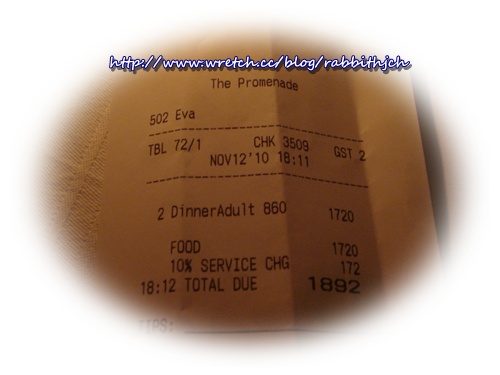 http://www.wretch.cc/blog/rabbithjch
The Promenade
502 Eva
TBL 72/1 CHK 3509 GST 2
NOV12'10 18:11
2 DinnerAdult 860 1720
FOOD 1720
10% SERVICE CHG 172
18:12 TOTAL DUE 1892
TIPS: